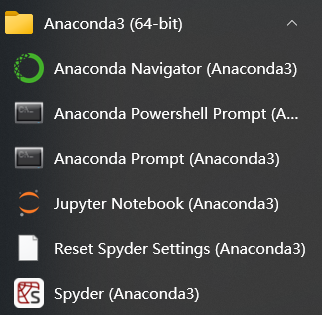 Anaconda3 (64-bit)
Anaconda Navigator (Anaconda3)
Anaconda Powershell Prompt (A...
Anaconda Prompt (Anaconda3)
Jupyter Notebook (Anaconda3)
Reset Spyder Settings (Anaconda3)
Spyder (Anaconda3)